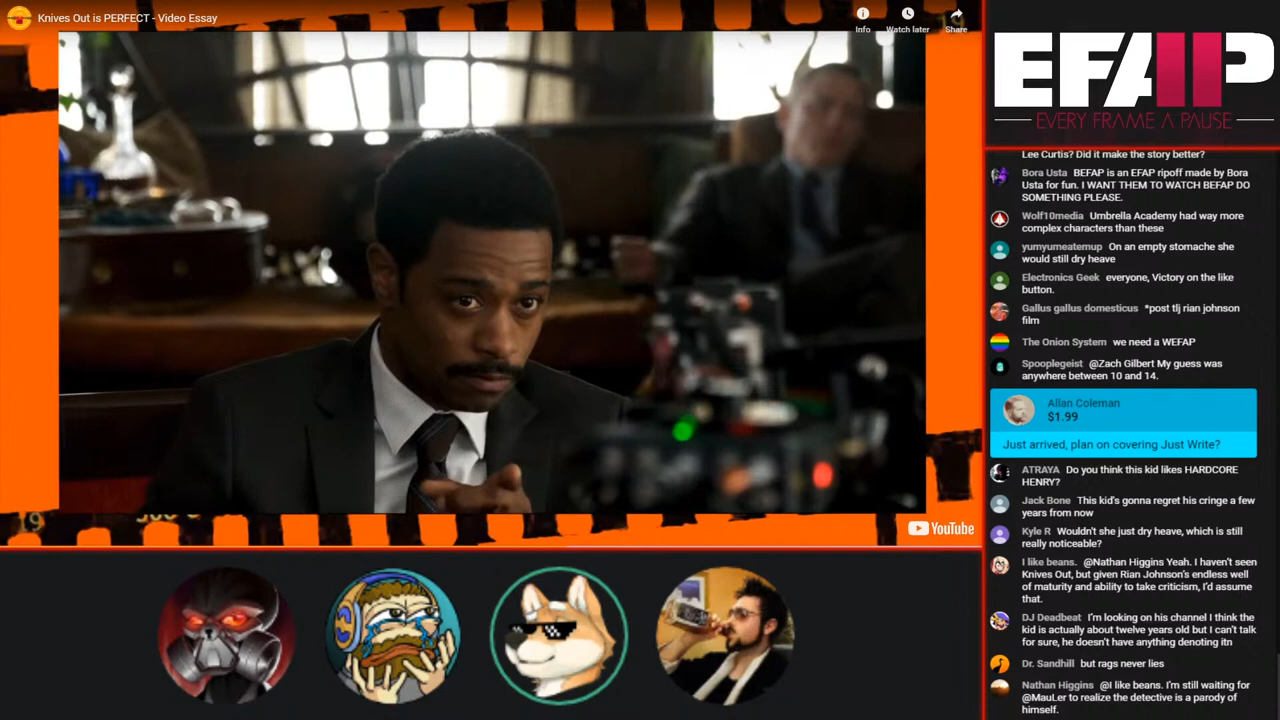 Knives Out is PERFECT - Video Essay
Info
Watch later
Share
19
YouTube
EFAP
EVERY FRAME A PAUSE
Lee Curtis? Did it make the story better?
Bora Usta BEFAP is an EFAP ripoff made by Bora
Usta for fun. I WANT THEM TO WATCH BEFAP DO
SOMETHING PLEASE.
Wolf10media Umbrella Academy had way more
complex characters than these
yumyumeatemup On an empty stomache she
would still dry heave
Electronics Geek everyone, Victory on the like
button.
Gallus gallus domesticus *post tlj rian johnson
film
The Onion System we need a WEFAP
Spooplegeist @Zach Gilbert My guess was
anywhere between 10 and 14.
Allan Coleman
$1.99
Just arrived, plan on covering Just Write?
ATRAYA Do you think this kid likes HARDCORE
HENRY?
Jack Bone This kid's gonna regret his cringe a few
years from now
Kyle R Wouldn't she just dry heave, which is still
really noticeable?
I like beans. @Nathan Higgins Yeah. I haven't seen
Knives Out, but given Rian Johnson's endless well
of maturity and ability to take criticism, I'd assume
that.
DJ Deadbeat I'm looking on his channel I think the
kid is actually about twelve years old but I can't talk
for sure, he doesn't have anything denoting itn
Dr. Sandhill but rags never lies
Nathan Higgins @I like beans. I'm still waiting for
@MauLer to realize the detective is a parody of
himself.